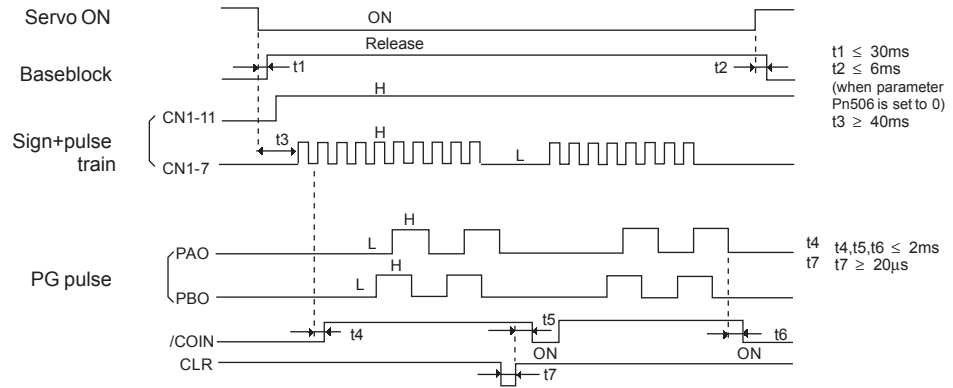 Servo ON
ON
Release
Baseblock
t1
t2
t1 ≤ 30ms
t2 ≤ 6ms
(when parameter
Pn506 is set to 0)
t3 ≥ 40ms
H
CN1-11
Sign+pulse
train
t3
H
L
CN1-7
H
L
PAO
t4 t4,t5,t6 ≤ 2ms
t7 t7 ≥ 20μs
PG pulse
H
L
PBO
t5
/COIN
t4
t6
ON
ON
CLR
t7